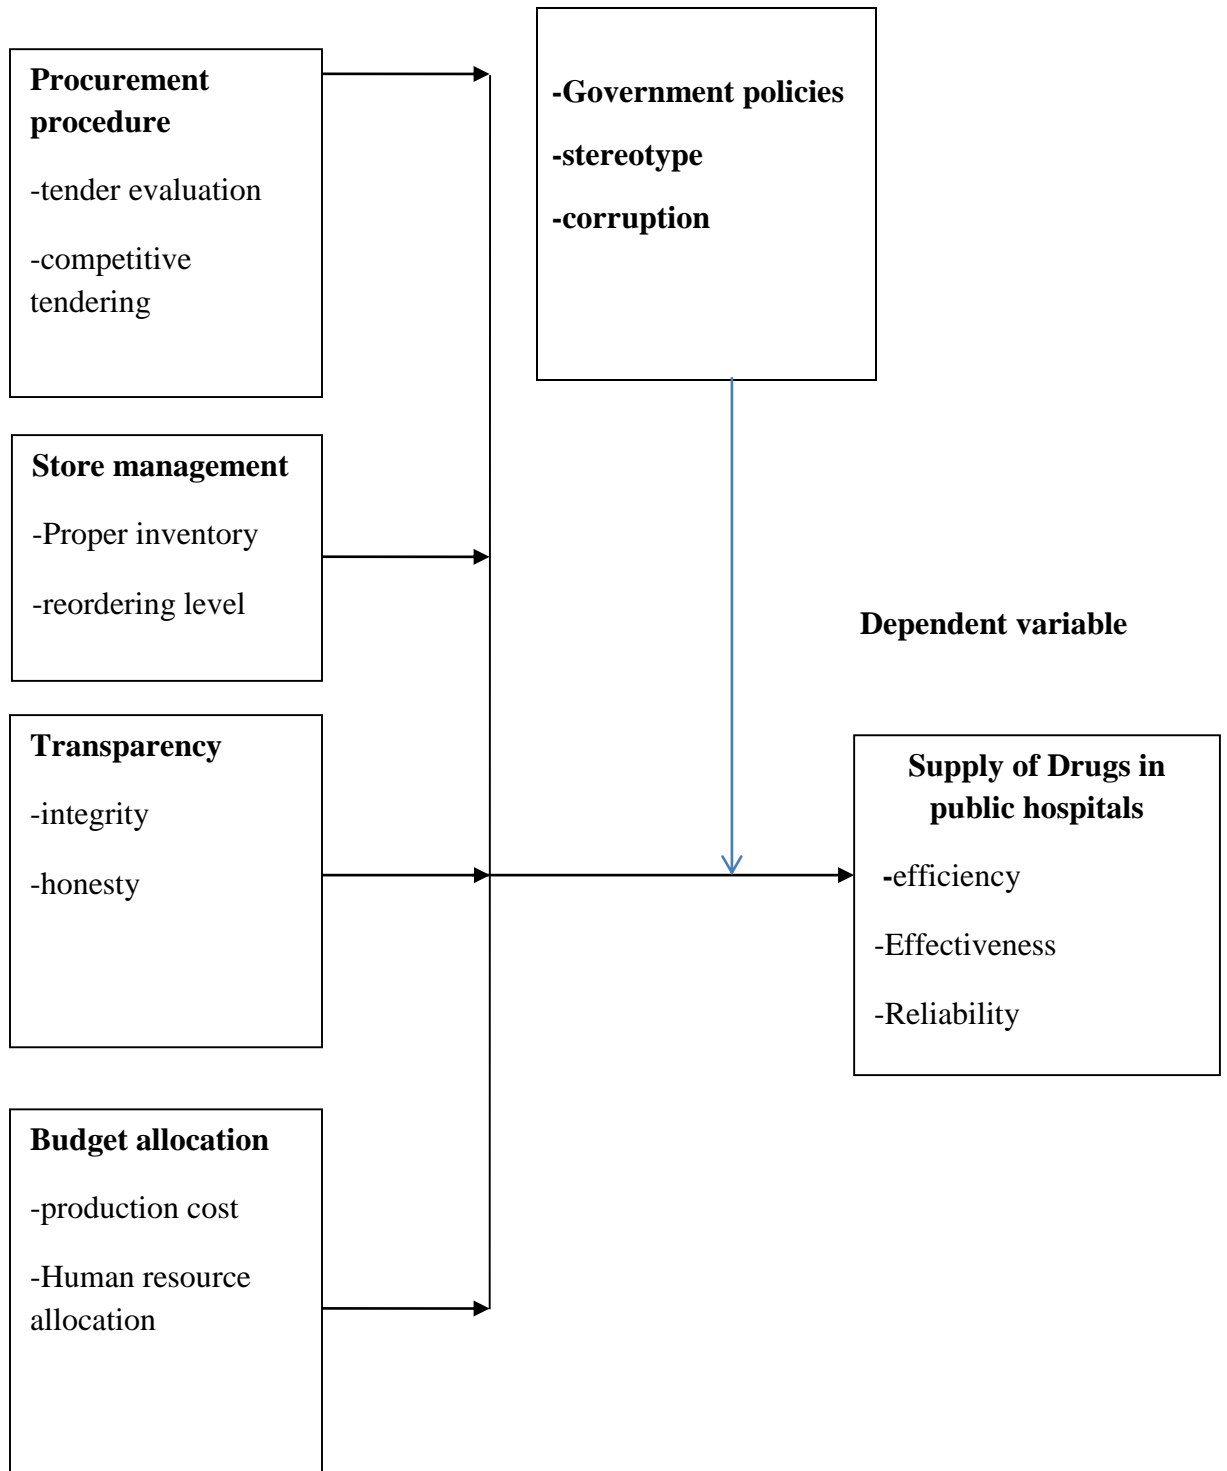 Procurement
procedure
-tender evaluation
-competitive
tendering
-Government policies
-stereotype
-corruption
Store management
-Proper inventory
-reordering level
Transparency
-integrity
-honesty
Budget allocation
-production cost
-Human resource
allocation
Dependent variable
Supply of Drugs in
public hospitals
-efficiency
-Effectiveness
-Reliability